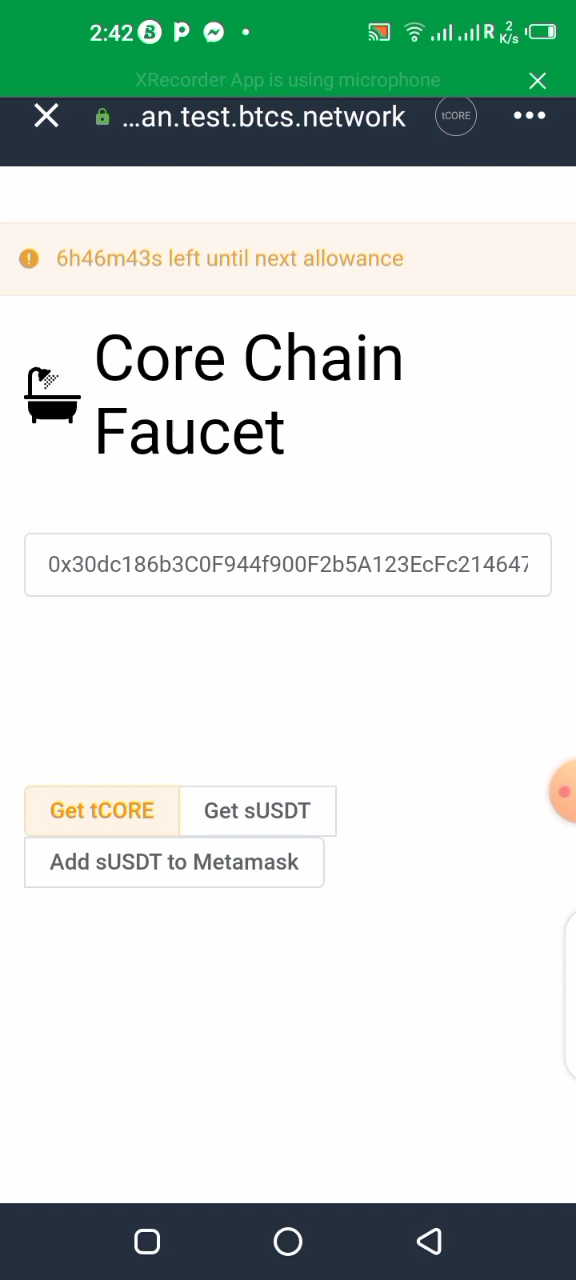 2:42
R 2 K/s
XRecorder App is using microphone
...an.test.btcs.network
tCORE
6h46m43s left until next allowance
Core Chain
Faucet
0x30dc186b3C0F944f900F2b5A123EcFc214647
Get tCORE
Get sUSDT
Add sUSDT to Metamask